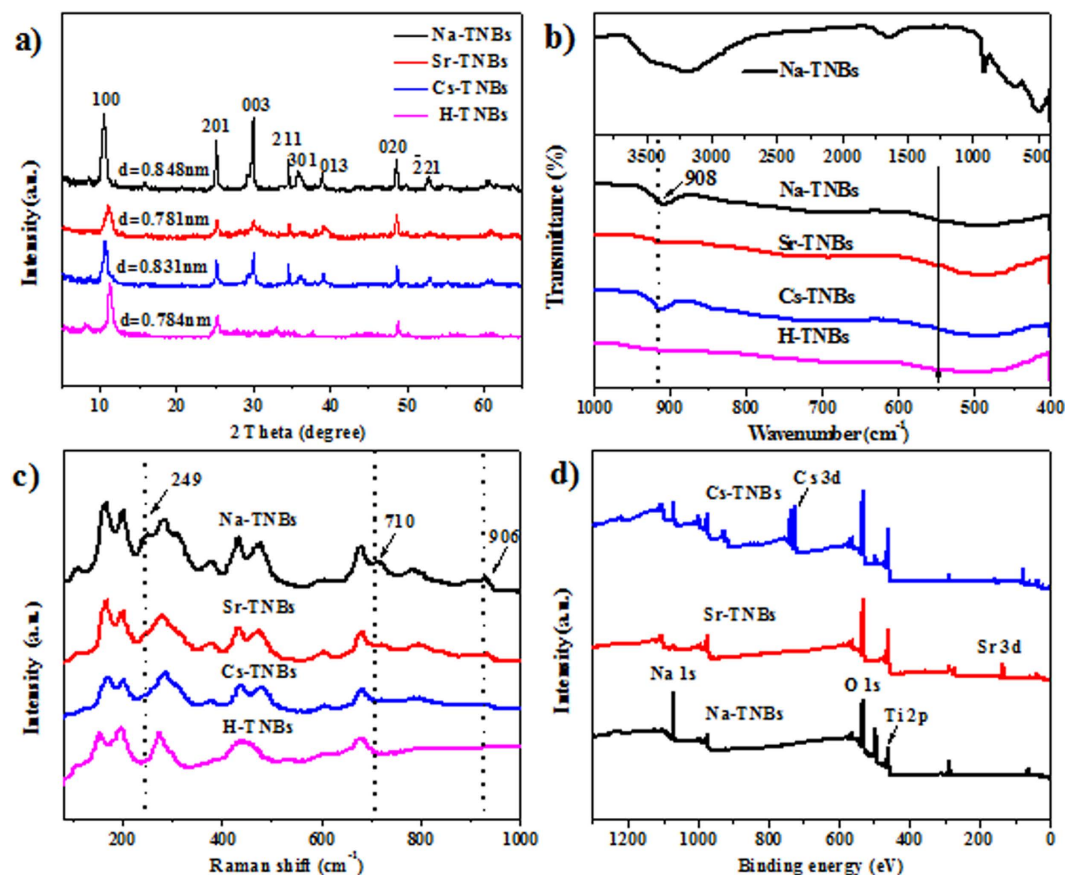 a)
Na-TNBs
Sr-TNBs
Cs-TNBs
H-TNBs
100
201
003
211
301
013
020
2̄21
d=0.848nm
d=0.781nm
d=0.831nm
d=0.784nm
Intensity (a.u.)
10 20 30 40 50 60
2 Theta (degree)
b)
Na-TNBs
3500 3000 2500 2000 1500 1000 500
908
Na-TNBs
Sr-TNBs
Cs-TNBs
H-TNBs
Transmittance (%)
1000 900 800 700 600 500 400
Wavenumber (cm⁻¹)
c)
249
Na-TNBs
710
906
Sr-TNBs
Cs-TNBs
H-TNBs
Intensity (a.u.)
200 400 600 800 1000
Raman shift (cm⁻¹)
d)
Cs-TNBs
Cs 3d
Sr-TNBs
Sr 3d
Na 1s
O 1s
Na-TNBs
Ti 2p
Intensity (a.u.)
1200 1000 800 600 400 200 0
Binding energy (eV)